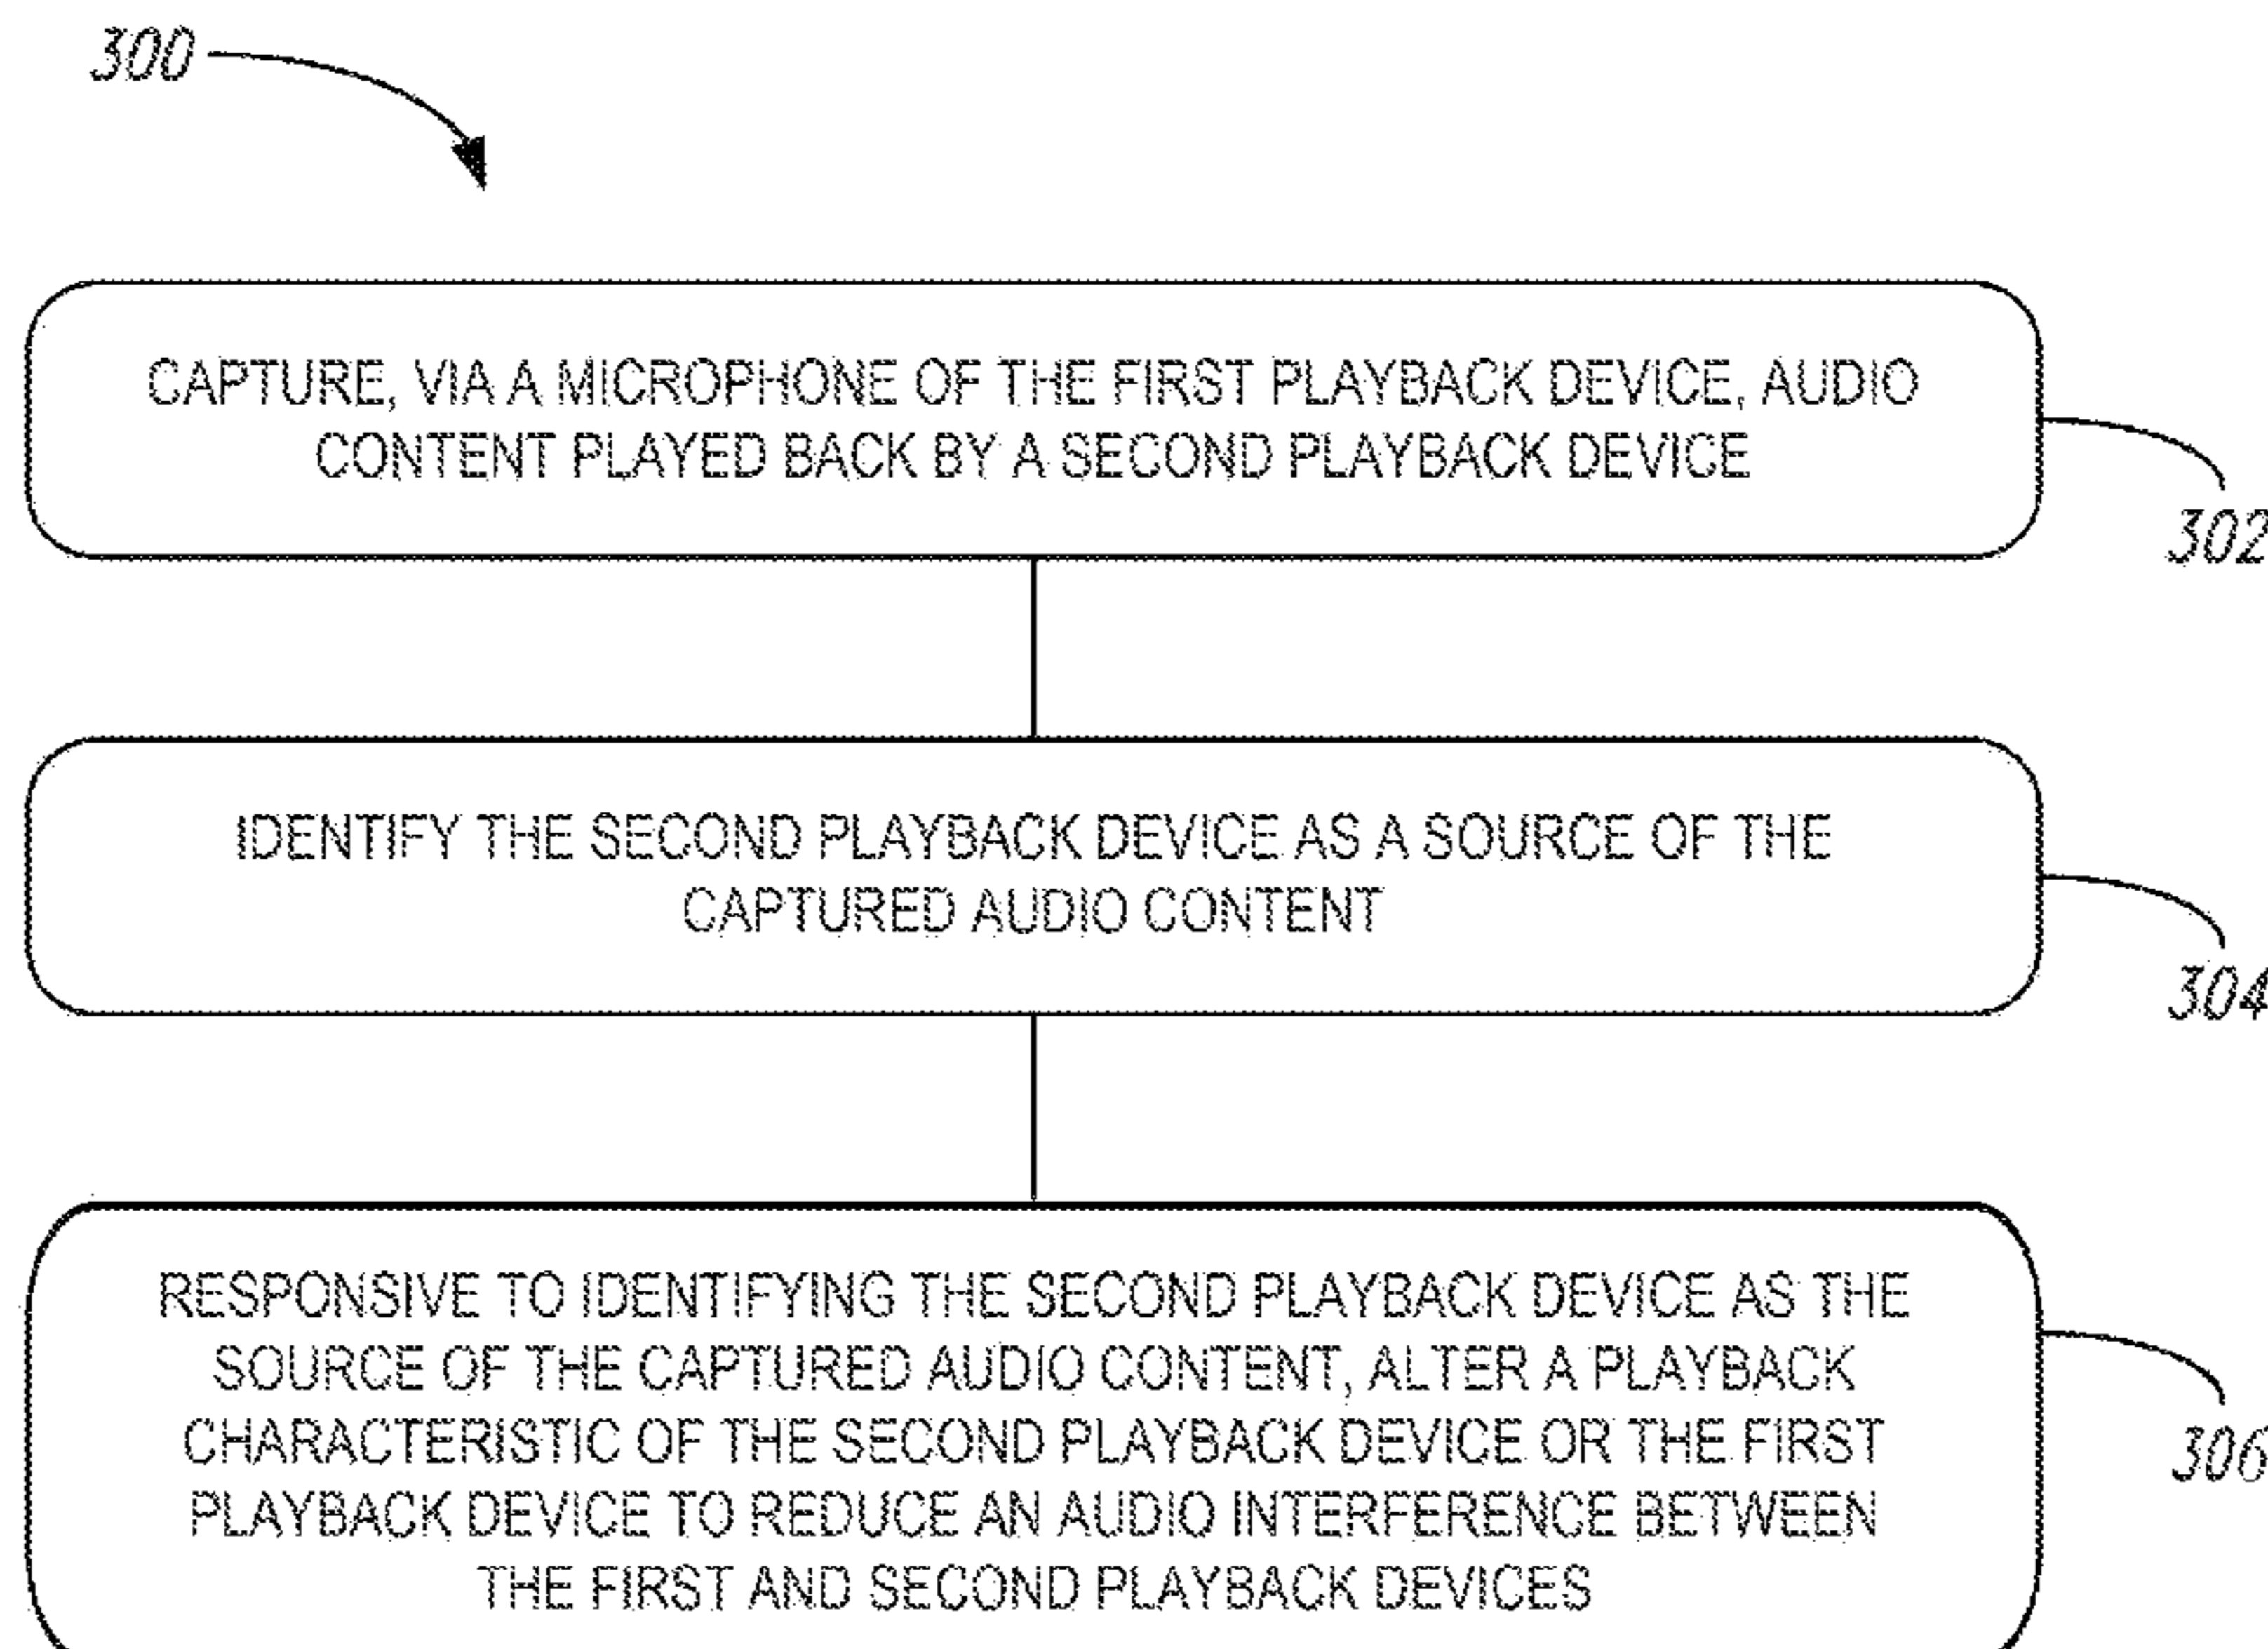 300
CAPTURE, VIA A MICROPHONE OF THE FIRST PLAYBACK DEVICE, AUDIO
CONTENT PLAYED BACK BY A SECOND PLAYBACK DEVICE
302
IDENTIFY THE SECOND PLAYBACK DEVICE AS A SOURCE OF THE
CAPTURED AUDIO CONTENT
304
RESPONSIVE TO IDENTIFYING THE SECOND PLAYBACK DEVICE AS THE
SOURCE OF THE CAPTURED AUDIO CONTENT, ALTER A PLAYBACK
CHARACTERISTIC OF THE SECOND PLAYBACK DEVICE OR THE FIRST
PLAYBACK DEVICE TO REDUCE AN AUDIO INTERFERENCE BETWEEN
THE FIRST AND SECOND PLAYBACK DEVICES
306